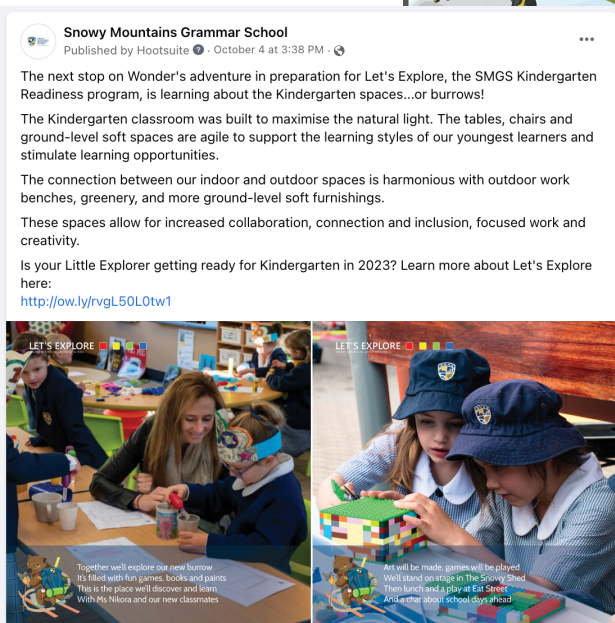 Snowy Mountains Grammar School
Published by Hootsuite · October 4 at 3:38 PM ·
The next stop on Wonder's adventure in preparation for Let's Explore, the SMGS Kindergarten
Readiness program, is learning about the Kindergarten spaces...or burrows!
The Kindergarten classroom was built to maximise the natural light. The tables, chairs and
ground-level soft spaces are agile to support the learning styles of our youngest learners and
stimulate learning opportunities.
The connection between our indoor and outdoor spaces is harmonious with outdoor work
benches, greenery, and more ground-level soft furnishings.
These spaces allow for increased collaboration, connection and inclusion, focused work and
creativity.
Is your Little Explorer getting ready for Kindergarten in 2023? Learn more about Let's Explore
here:
http://ow.ly/rvgL50L0tw1
LET'S EXPLORE
Together we'll explore our new burrow
It's filled with fun games, books and paints
This is the place we'll discover and learn
With Ms Nikora and our new classmates
LET'S EXPLORE
Art will be made, games will be played
We'll stand on stage in The Snowy Shed
Then lunch and a play at Eat Street
And a chat about school days ahead